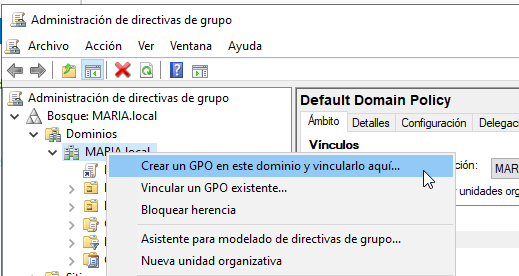 Administración de directivas de grupo
Archivo Acción Ver Ventana Ayuda
Administración de directivas de grupo
Bosque: MARIA.local
Dominios
MARIA.local
Crear un GPO en este dominio y vincularlo aquí...
Vincular un GPO existente...
Bloquear herencia
Asistente para modelado de directivas de grupo...
Nueva unidad organizativa
Default Domain Policy
Ámbito Detalles Configuración Delegac
Vínculos
ción: MAR
unidades orga